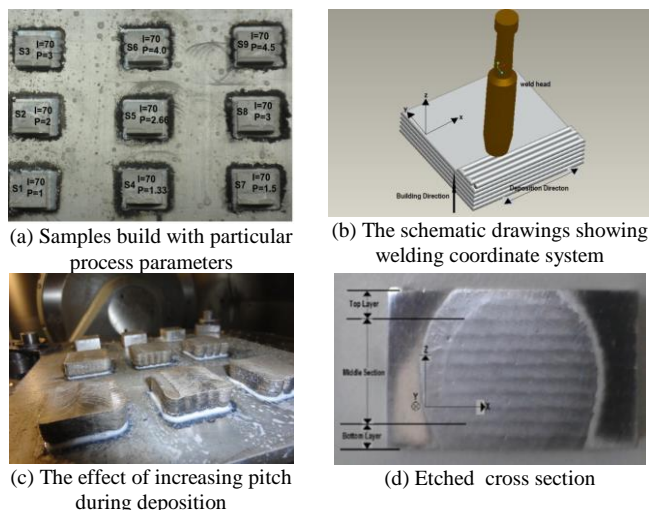 S3 I=70 P=3
S6 I=70 P=4.0
S9 I=70 P=4.5
S2 I=70 P=2
S5 I=70 P=2.66
S8 I=70 P=3
S1 I=70 P=1
S4 I=70 P=1.33
S7 I=70 P=1.5
(a) Samples build with particular
process parameters
weld head
Z
Y
X
Building Direction
Deposition Directon
(b) The schematic drawings showing
welding coordinate system
(c) The effect of increasing pitch
during deposition
Top Layer
Middle Section
Bottom Layer
Z
Y
X
(d) Etched cross section